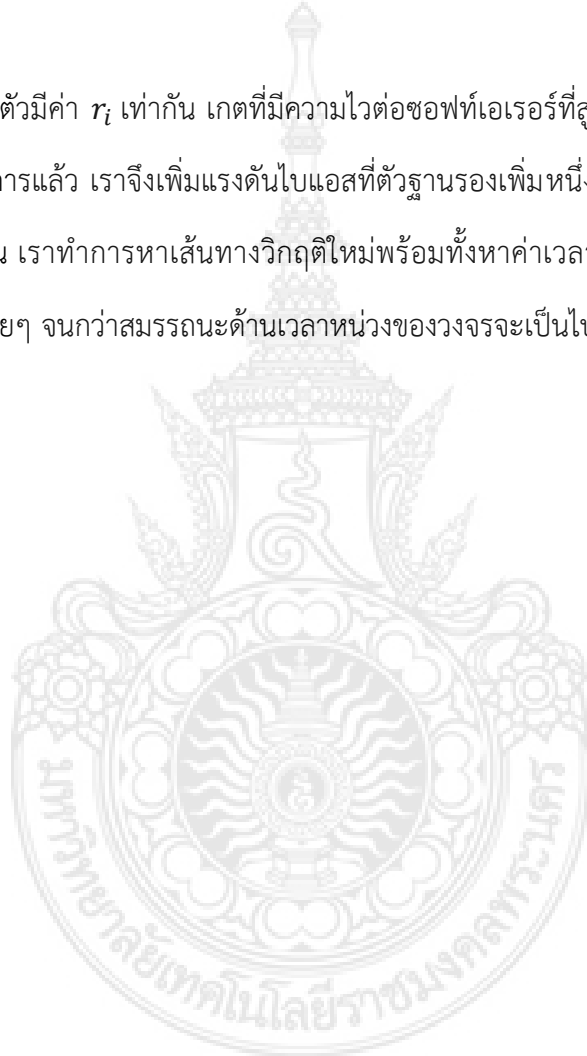 ตัวมีค่า r_i เท่ากัน เกตที่มีความไวต่อซอฟท์เอเรอร์ที่สุ
การแล้ว เราจึงเพิ่มแรงดันไบแอสที่ตัวฐานรองเพิ่มหนึ่ง
น เราทำการหาเส้นทางวิกฤติใหม่พร้อมทั้งหาค่าเวลา
ยๆ จนกว่าสมรรถนะด้านเวลาหน่วงของวงจรจะเป็นไป
มหาวิทยาลัยเทคโนโลยีราชมงคลพระนคร